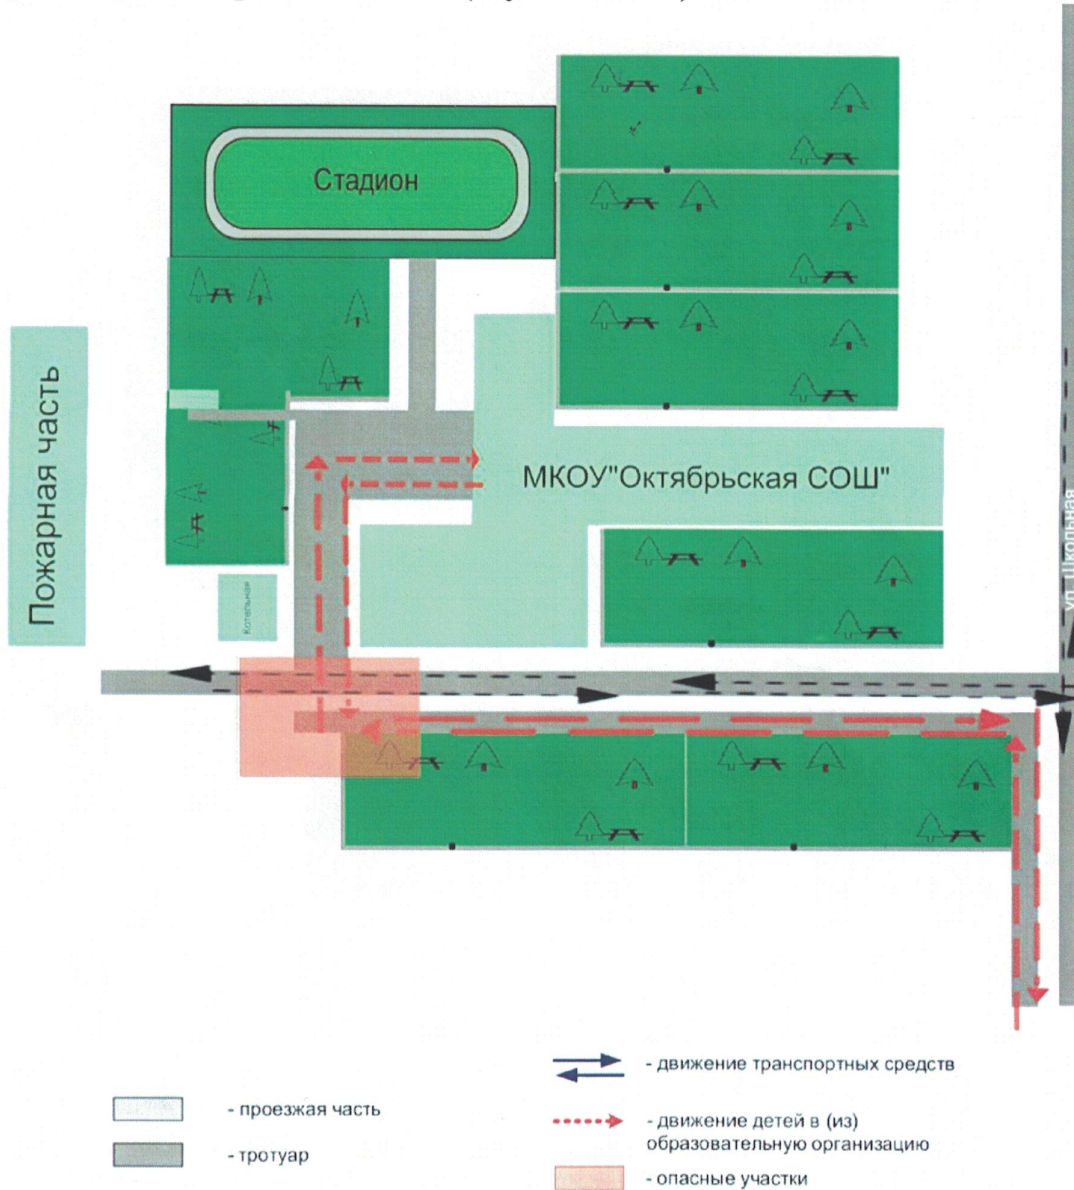 Стадион
Пожарная часть
МКОУ"Октябрьская СОШ"
Котельная
ул. Школьная
- проезжая часть
- тротуар
- движение транспортных средств
- движение детей в (из)
образовательную организацию
- опасные участки